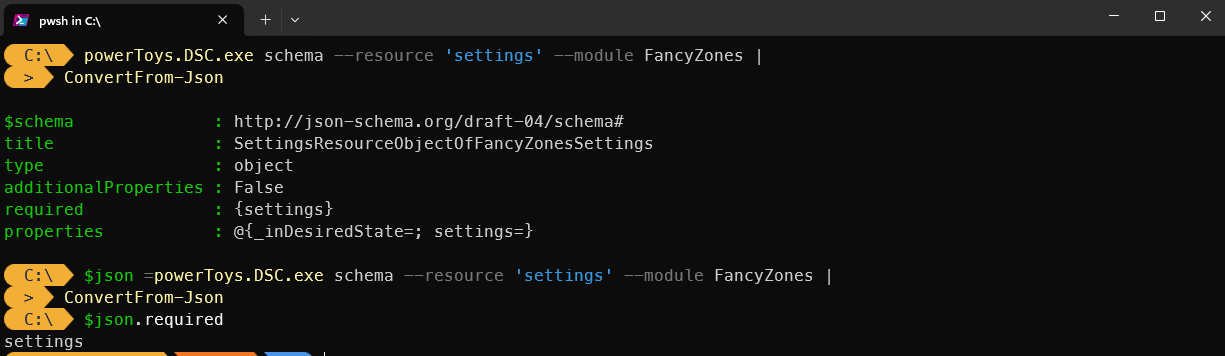 pwsh in C:\
C:\ powerToys.DSC.exe schema --resource 'settings' --module FancyZones |
> ConvertFrom-Json
$schema : http://json-schema.org/draft-04/schema#
title : SettingsResourceObjectOfFancyZonesSettings
type : object
additionalProperties : False
required : {settings}
properties : @{_inDesiredState=; settings=}
C:\ $json =powerToys.DSC.exe schema --resource 'settings' --module FancyZones |
> ConvertFrom-Json
C:\ $json.required
settings